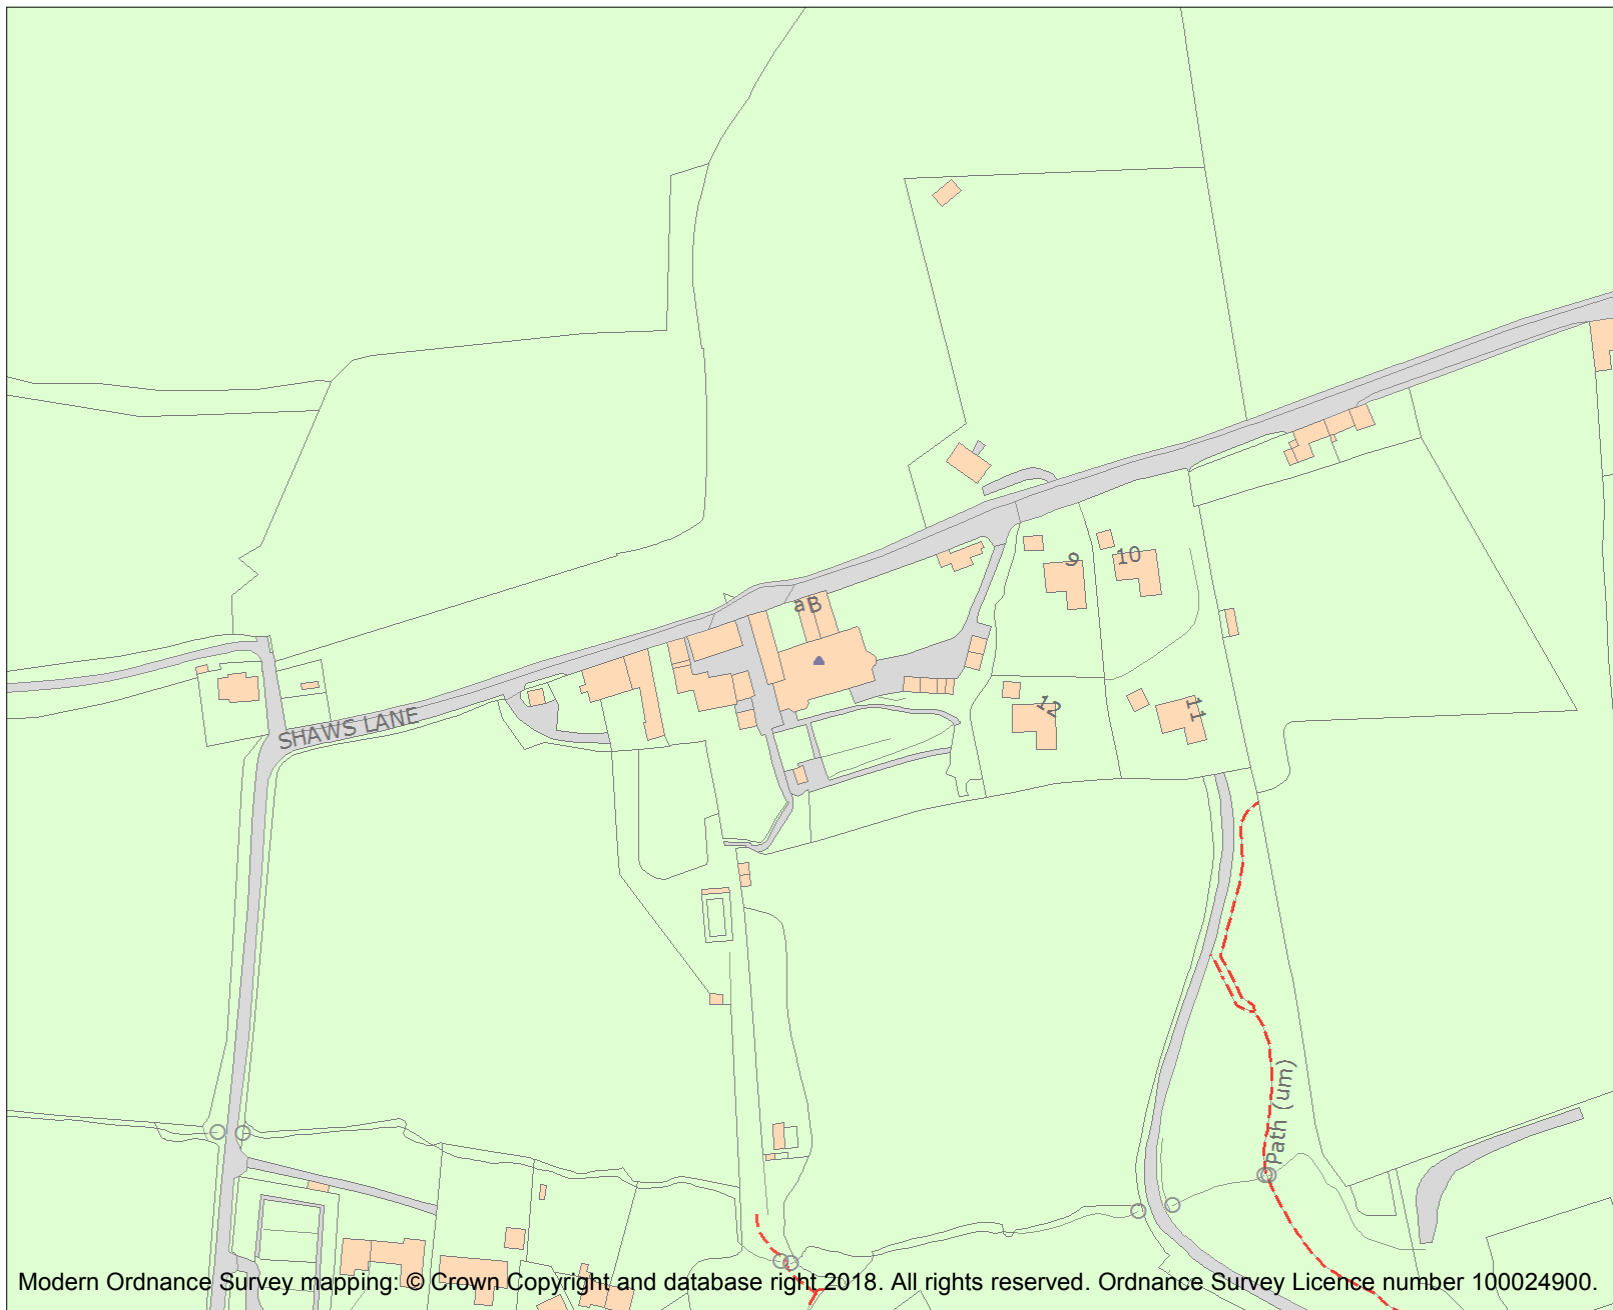 aB
9
10
12
11
SHAWS LANE
Path (um)
Modern Ordnance Survey mapping: © Crown Copyright and database right 2018. All rights reserved. Ordnance Survey Licence number 100024900.